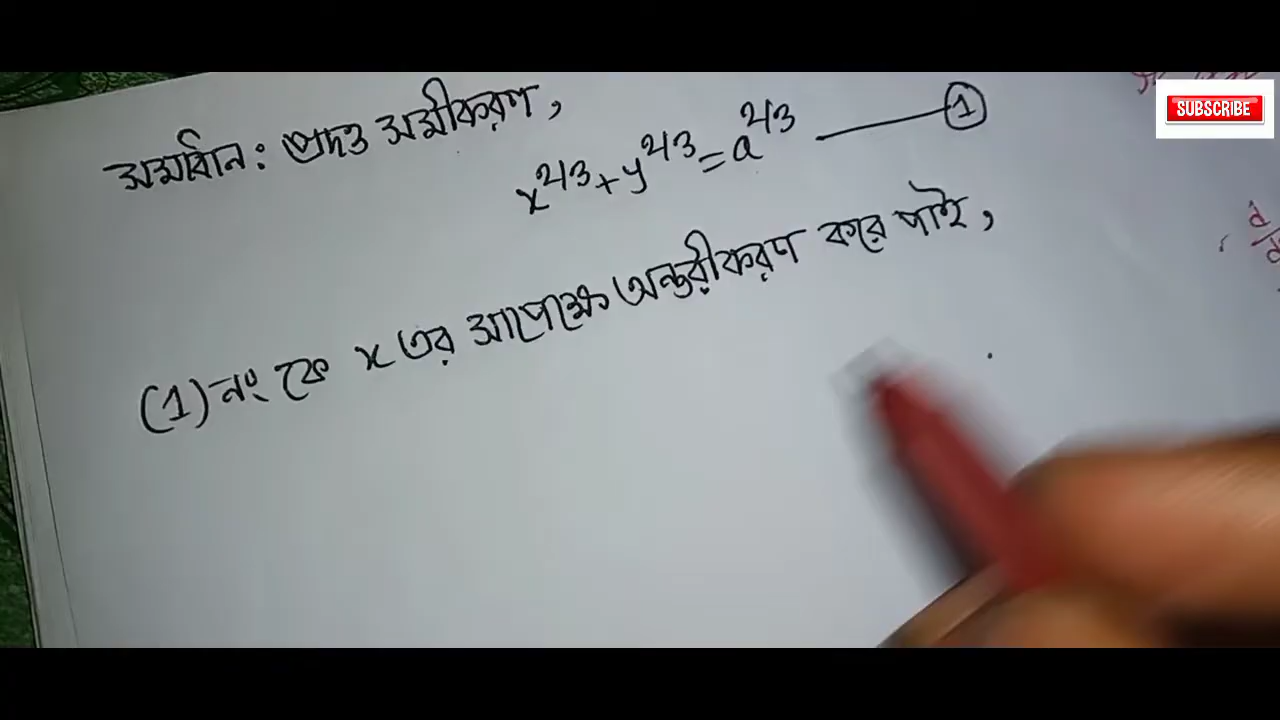 সমাধান: প্রদত্ত সমীকরণ,
x^2/3 + y^2/3 = a^2/3 —— 1
(1) নং কে x এর সাপেক্ষে অন্তরীকরণ করে পাই,
SUBSCRIBE